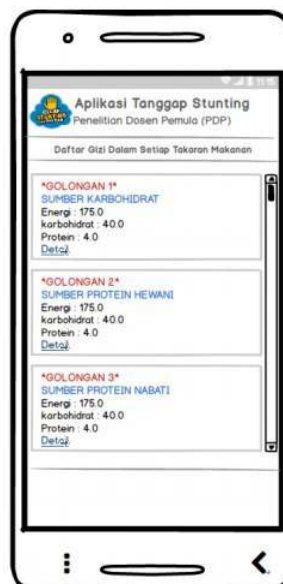 Aplikasi Tanggap Stunting
Penelitian Dosen Pemula (PDP)
Daftar Gizi Dalam Setiap Takaran Makanan
*GOLONGAN 1*
SUMBER KARBOHIDRAT
Energi : 175.0
karbohidrat : 40.0
Protein : 4.0
Detail
*GOLONGAN 2*
SUMBER PROTEIN HEWANI
Energi : 175.0
karbohidrat : 40.0
Protein : 4.0
Detail
*GOLONGAN 3*
SUMBER PROTEIN NABATI
Energi : 175.0
karbohidrat : 40.0
Protein : 4.0
Detail